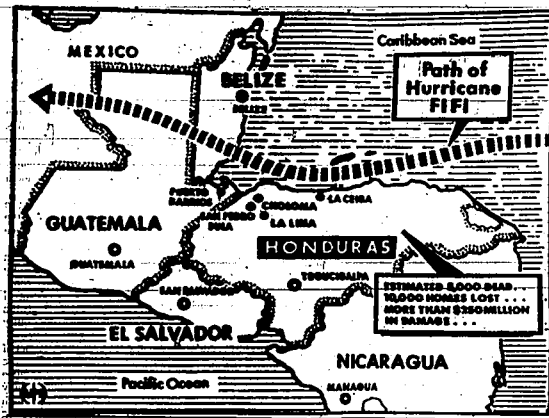 MEXICO
Caribbean Sea
BELIZE
BELIZE
Path of
Hurricane
FIFI
PUERTO
BARRIOS
SAN PEDRO
SULA
CHOLOMA
LA LIMA
LA CEIBA
GUATEMALA
GUATEMALA
HONDURAS
TEGUCIGALPA
SAN SALVADOR
EL SALVADOR
ESTIMATED 8,000 DEAD . . .
10,000 HOMES LOST . . .
MORE THAN $350 MILLION
IN DAMAGE . . .
NICARAGUA
MANAGUA
Pacific Ocean